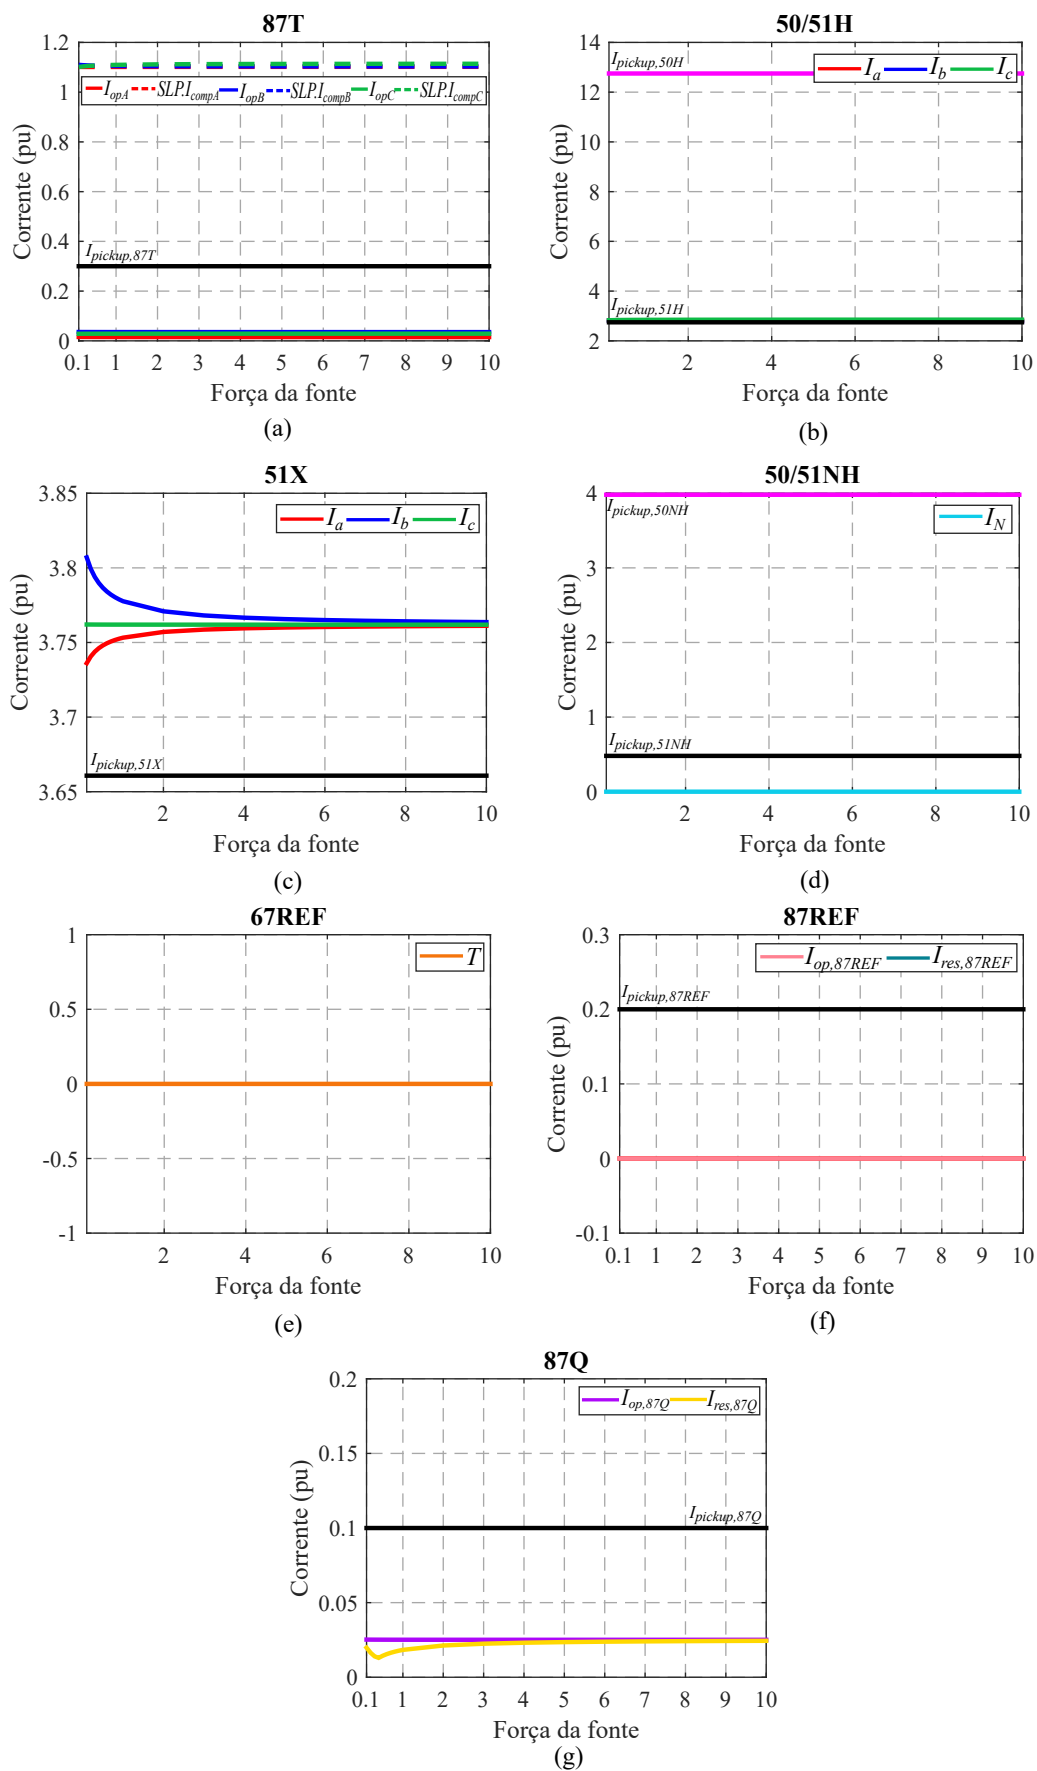 87T
1.2
1
0.8
0.6
0.4
0.2
0
Corrente (pu)
I_opA SLP.I_compA I_opB SLP.I_compB I_opC SLP.I_compC
I_pickup,87T
0.1 1 2 3 4 5 6 7 8 9 10
Força da fonte
(a)
50/51H
14
12
10
8
6
4
2
Corrente (pu)
I_pickup,50H
I_a I_b I_c
I_pickup,51H
2 4 6 8 10
Força da fonte
(b)
51X
3.85
3.8
3.75
3.7
3.65
Corrente (pu)
I_a I_b I_c
I_pickup,51X
2 4 6 8 10
Força da fonte
(c)
50/51NH
4
3
2
1
0
Corrente (pu)
I_pickup,50NH
I_N
I_pickup,51NH
2 4 6 8 10
Força da fonte
(d)
67REF
1
0.5
0
-0.5
-1
T
2 4 6 8 10
Força da fonte
(e)
87REF
0.3
0.2
0.1
0
-0.1
Corrente (pu)
I_op,87REF I_res,87REF
I_pickup,87REF
0.1 1 2 3 4 5 6 7 8 9 10
Força da fonte
(f)
87Q
0.2
0.15
0.1
0.05
0
Corrente (pu)
I_op,87Q I_res,87Q
I_pickup,87Q
0.1 1 2 3 4 5 6 7 8 9 10
Força da fonte
(g)